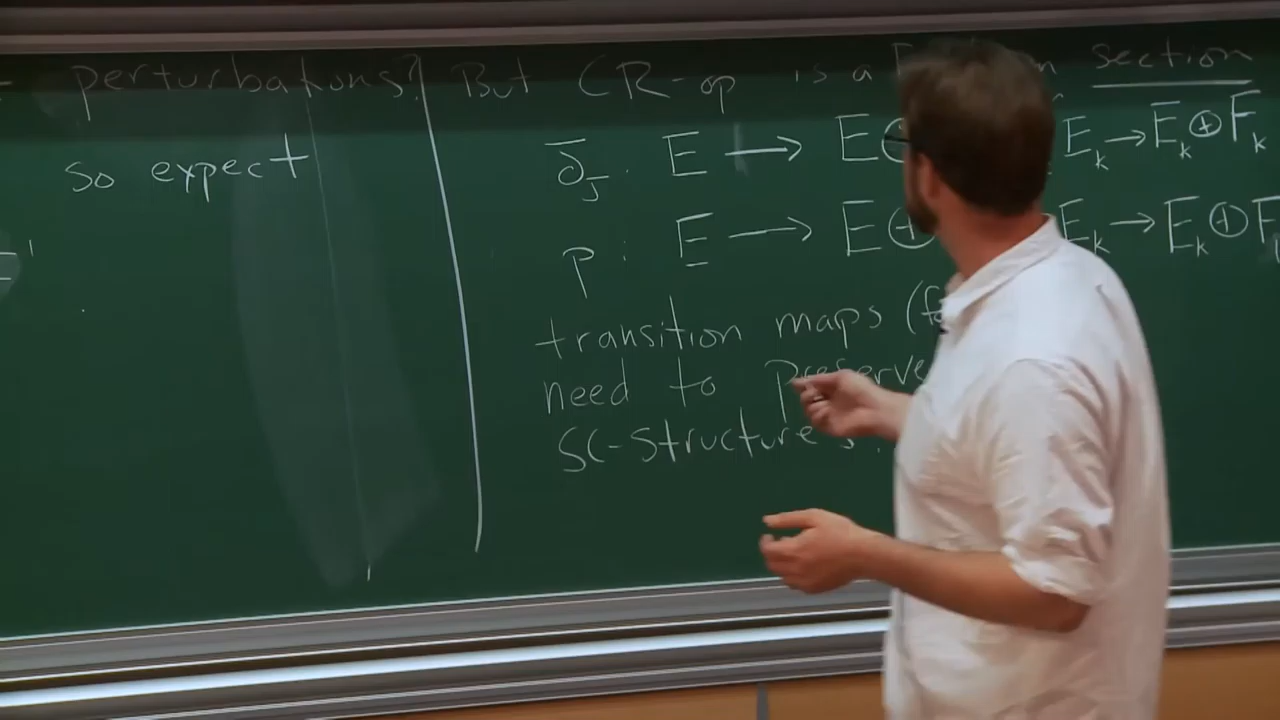 perturbations?
so expect
But CR-op is a section
∂̄_J : E → E⊕ E_k → E_k ⊕ F_k
p : E → E⊕ E_k → E_k ⊕ F
transition maps
need to preserve
sc-structure s.